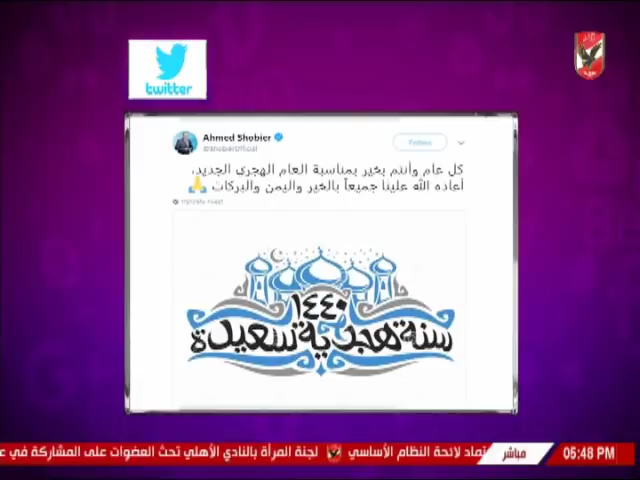 twitter
Ahmed Shobier
كل عام وأنتم بخير بمناسبة العام الهجري الجديد،
أعاده الله علينا جميعاً بالخير واليمن والبركات 🙏
١٤٤٠
سنة هجرية سعيدة
05:48 PM
مباشر
تماد لائحة النظام الأساسي
لجنة المرأة بالنادي الأهلي تحث العضوات على المشاركة في